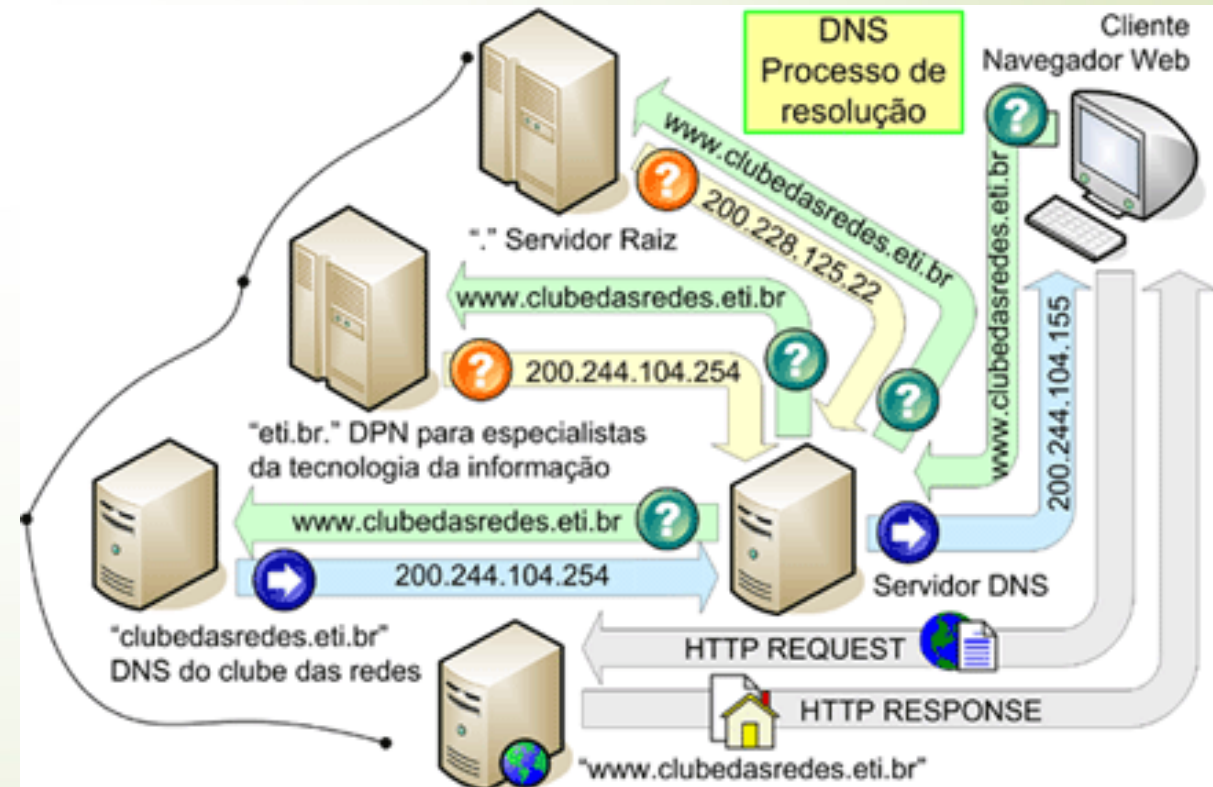 DNS
Processo de
resolução
Cliente
Navegador Web
www.clubedasredes.eti.br
200.228.125.22
www.clubedasredes.eti.br
200.244.104.155
"." Servidor Raiz
www.clubedasredes.eti.br
200.244.104.254
"eti.br." DPN para especialistas
da tecnologia da informação
www.clubedasredes.eti.br
200.244.104.254
Servidor DNS
"clubedasredes.eti.br"
DNS do clube das redes
HTTP REQUEST
HTTP RESPONSE
"www.clubedasredes.eti.br"